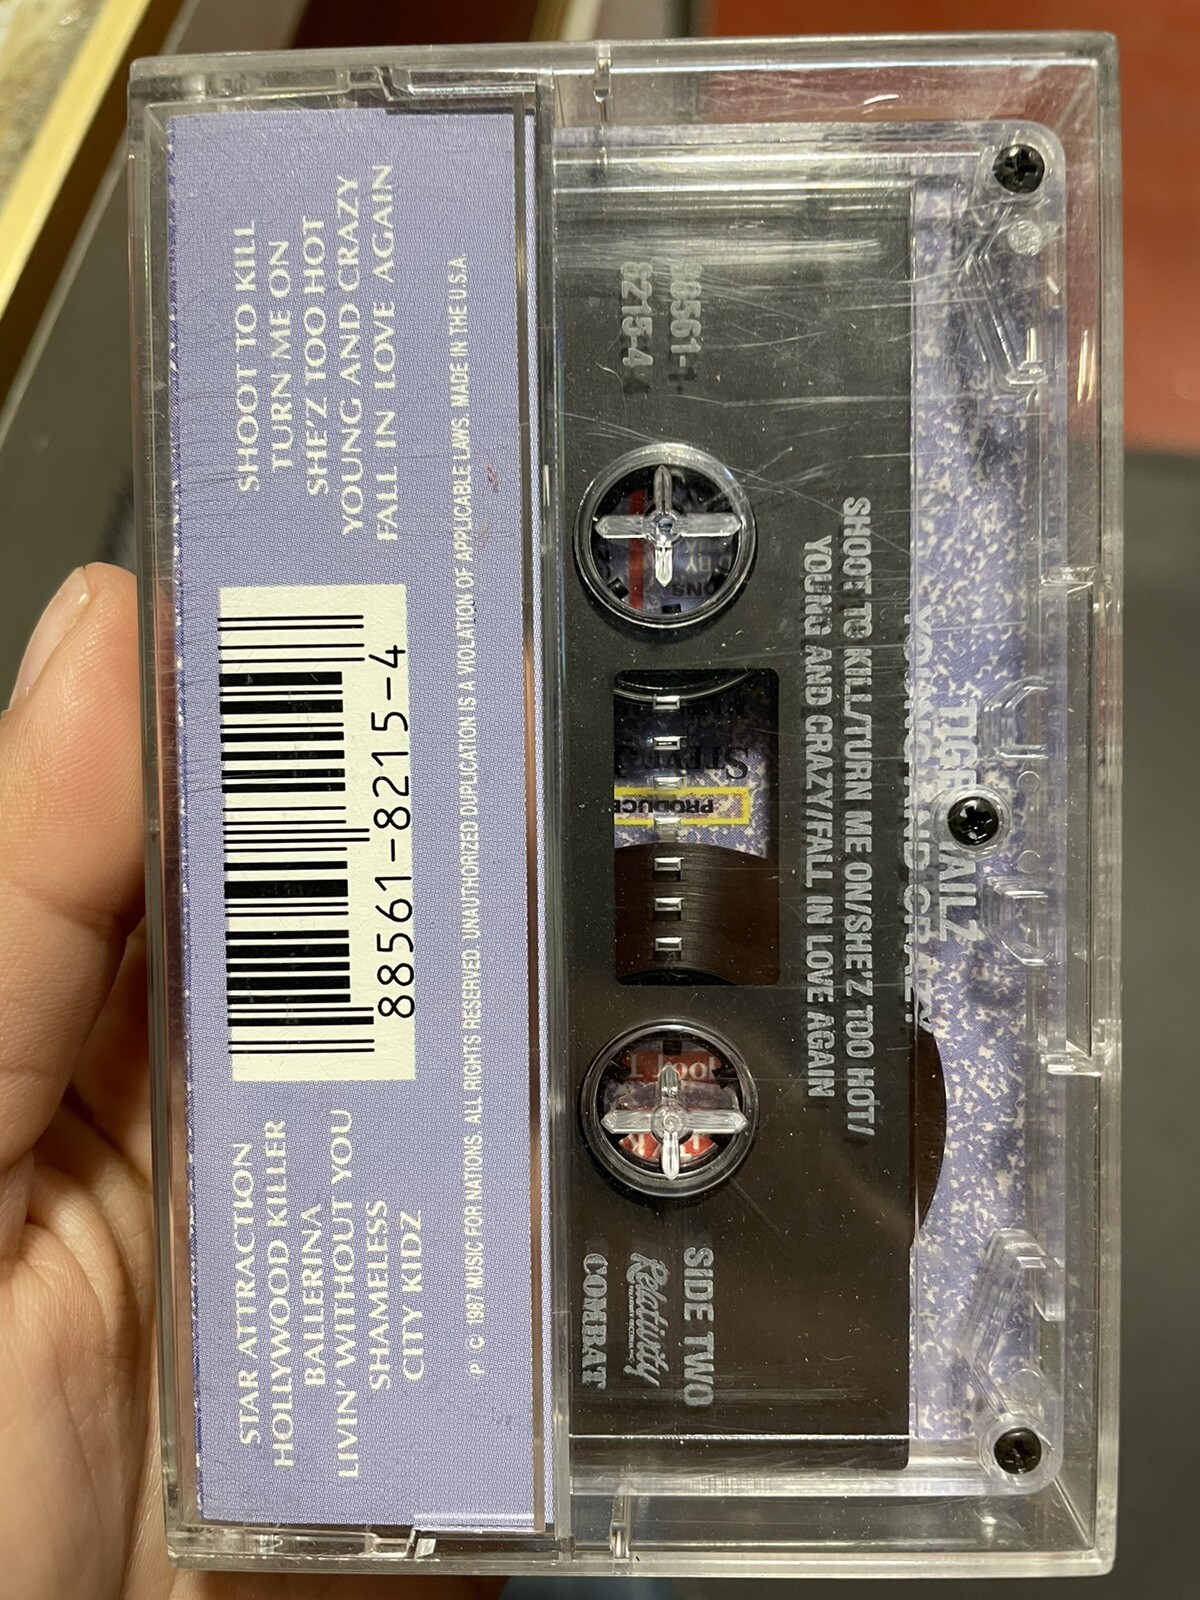 STAR ATTRACTION
HOLLYWOOD KILLER
BALLERINA
LIVIN' WITHOUT YOU
SHAMELESS
CITY KIDZ
88561-8215-4
SHOOT TO KILL
TURN ME ON
SHE'Z TOO HOT
YOUNG AND CRAZY
FALL IN LOVE AGAIN
P C 1987 MUSIC FOR NATIONS. ALL RIGHTS RESERVED. UNAUTHORIZED DUPLICATION IS A VIOLATION OF APPLICABLE LAWS. MADE IN THE U.S.A
88561-
8215-4
SHOOT TO KILL/TURN ME ON/SHE'Z TOO HOT/
YOUNG AND CRAZY/FALL IN LOVE AGAIN
SIDE TWO
Relativity
COMBAT
PRODUCE